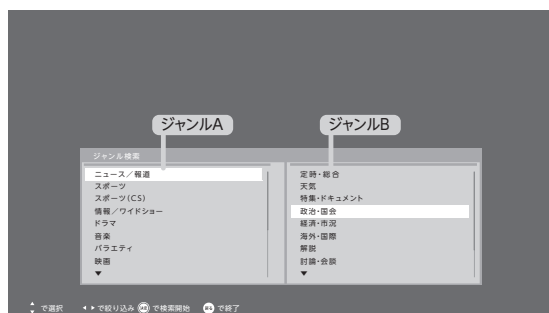 ジャンルA
ジャンルB
ジャンル検索
ニュース／報道
スポーツ
スポーツ(CS)
情報／ワイドショー
ドラマ
音楽
バラエティ
映画
▼
定時・総合
天気
特集・ドキュメント
政治・国会
経済・市況
海外・国際
解説
討論・会談
▼
で選択 で絞り込み で検索開始 で終了